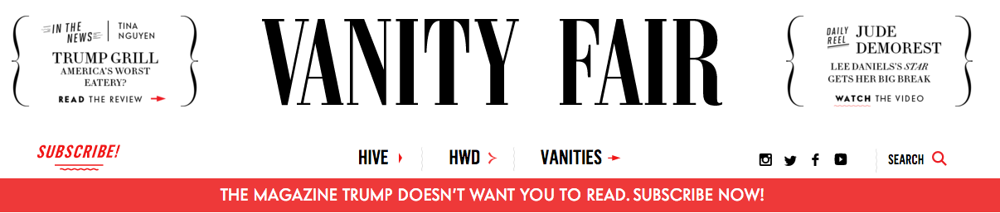 IN THE NEWS
TINA NGUYEN
TRUMP GRILL
AMERICA'S WORST
EATERY?
READ THE REVIEW
VANITY FAIR
DAILY REEL
JUDE DEMOREST
LEE DANIELS'S STAR
GETS HER BIG BREAK
WATCH THE VIDEO
SUBSCRIBE!
HIVE
HWD
VANITIES
SEARCH
THE MAGAZINE TRUMP DOESN'T WANT YOU TO READ. SUBSCRIBE NOW!